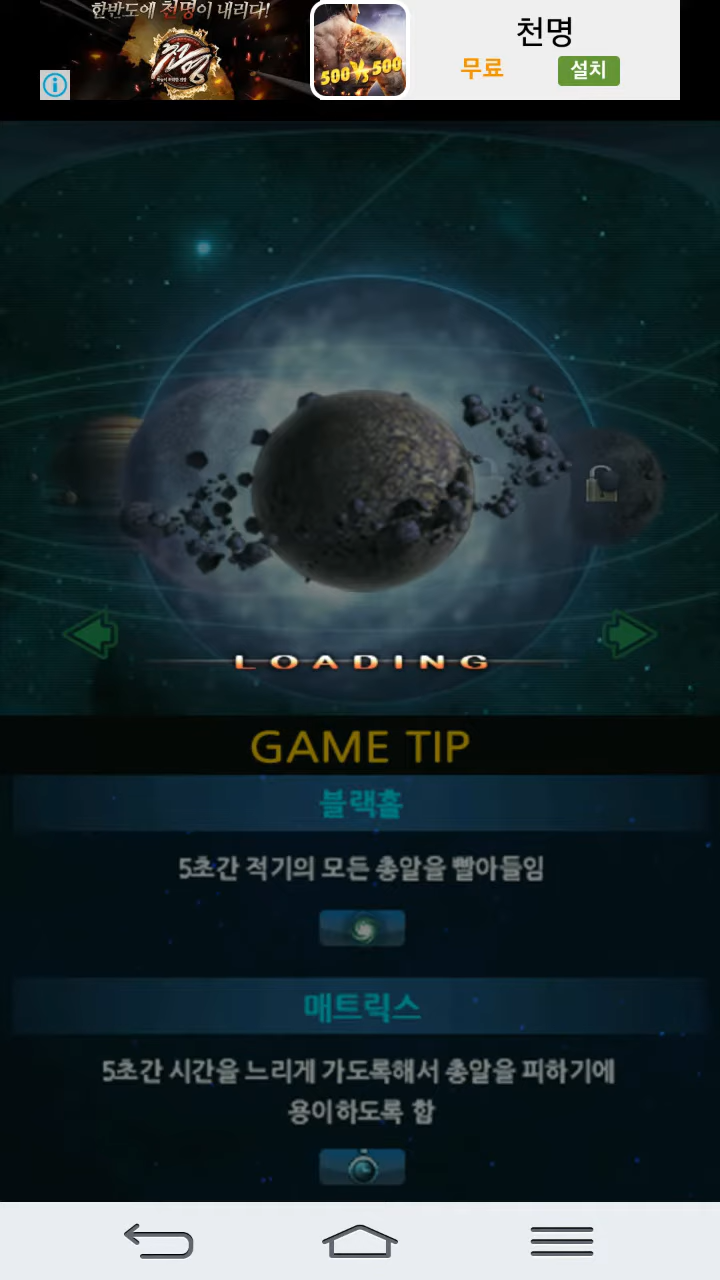 한반도에 천명이 내리다!
천명
500 VS 500
천명
무료
설치
LOADING
GAME TIP
블랙홀
5초간 적기의 모든 총알을 빨아들임
매트릭스
5초간 시간을 느리게 가도록해서 총알을 피하기에
용이하도록 함